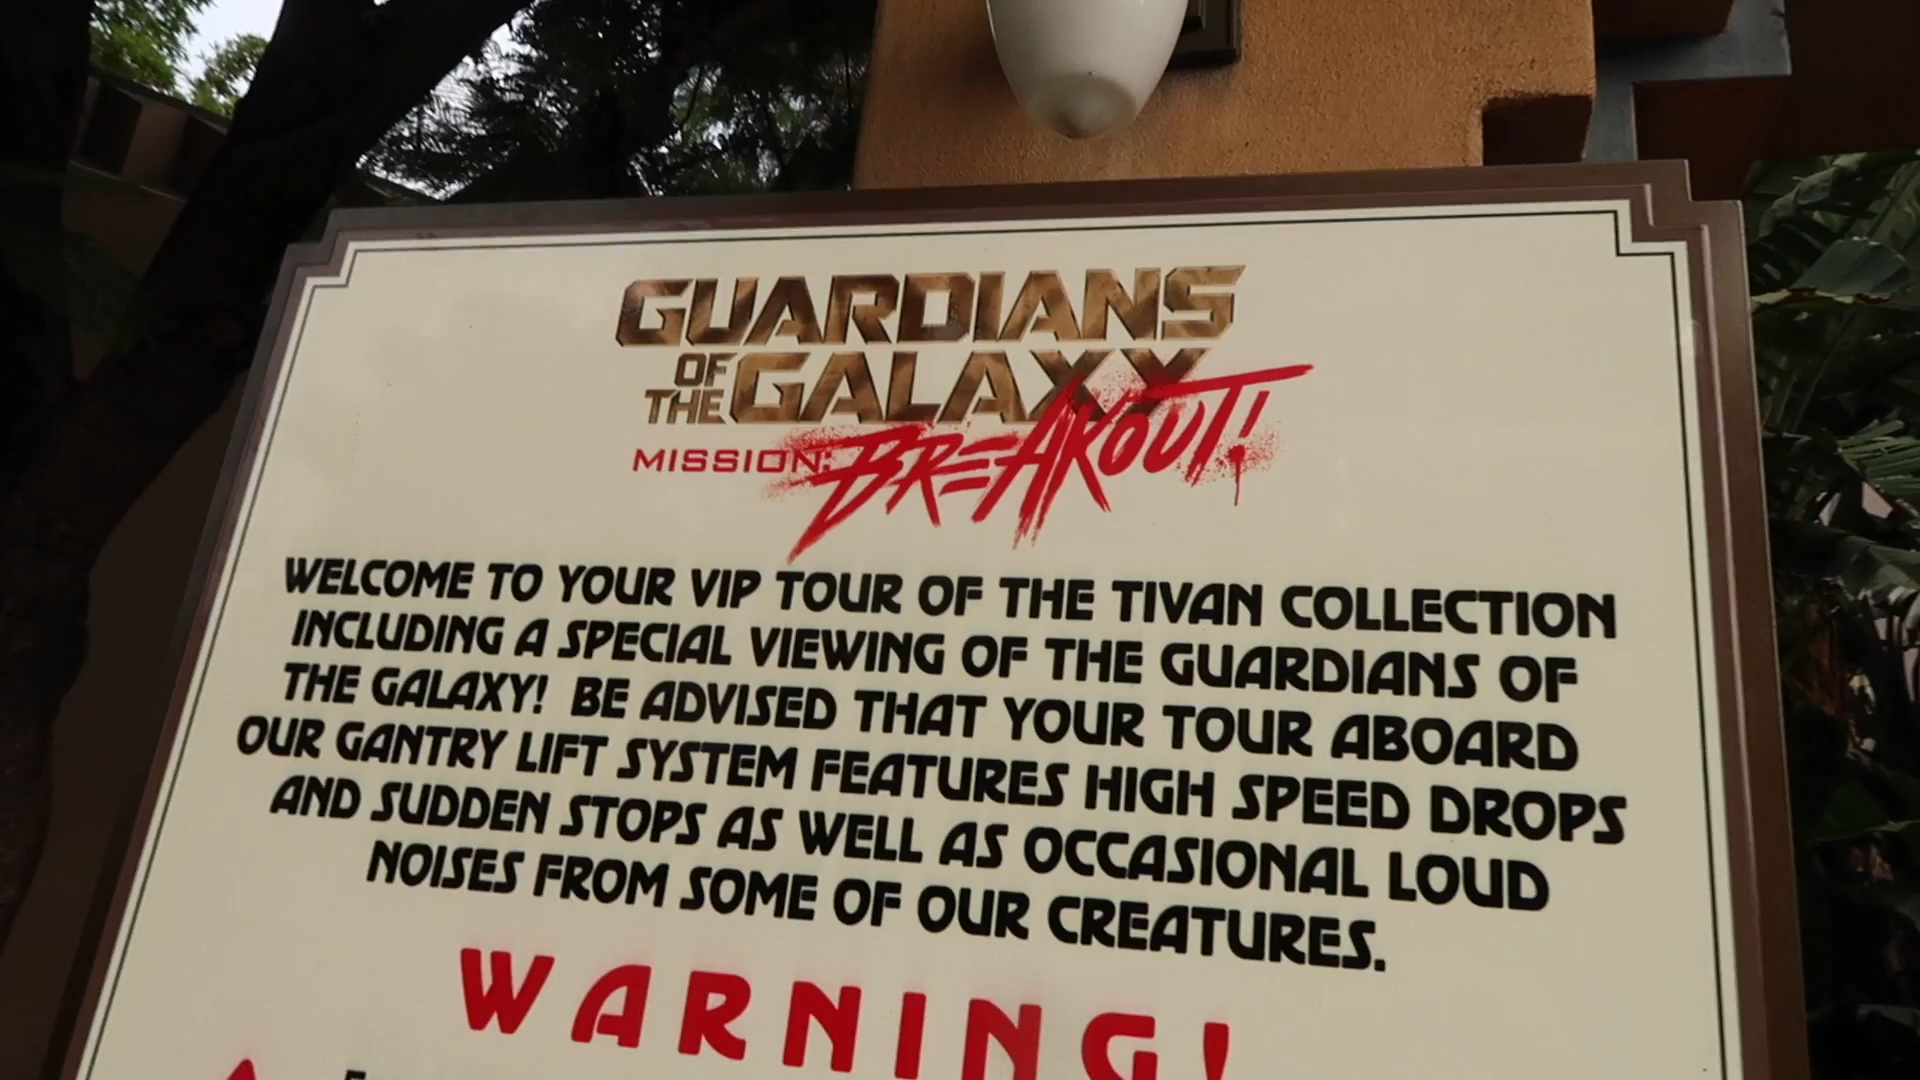 GUARDIANS
OF THE GALAXY
MISSION: BREAKOUT!
WELCOME TO YOUR VIP TOUR OF THE TIVAN COLLECTION
INCLUDING A SPECIAL VIEWING OF THE GUARDIANS OF
THE GALAXY! BE ADVISED THAT YOUR TOUR ABOARD
OUR GANTRY LIFT SYSTEM FEATURES HIGH SPEED DROPS
AND SUDDEN STOPS AS WELL AS OCCASIONAL LOUD
NOISES FROM SOME OF OUR CREATURES.
WARNING!